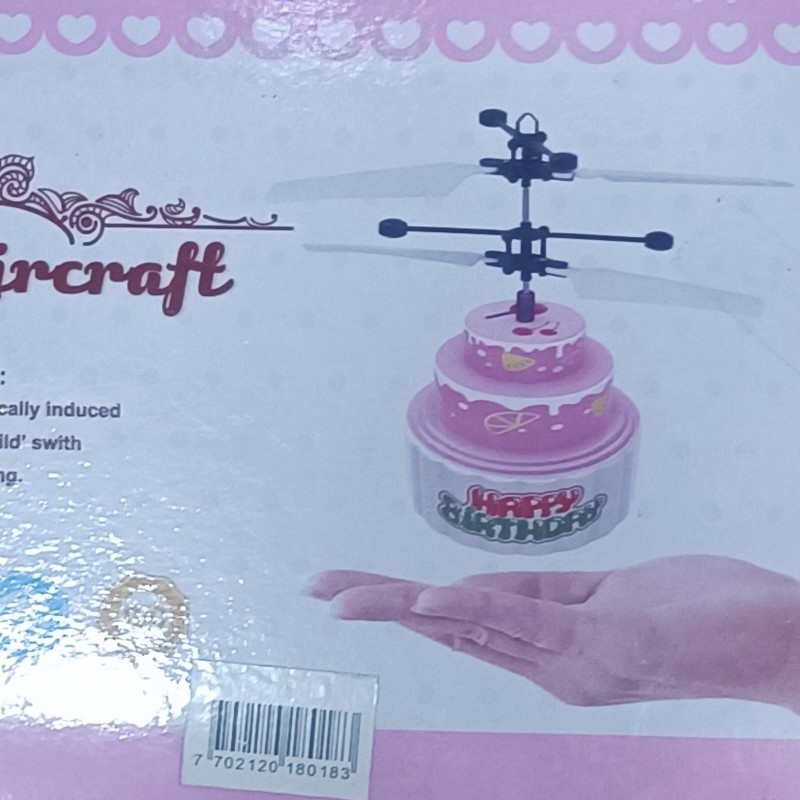 ircraft
:
cally induced
ild' swith
ng.
HAPPY
BIRTHDAY
7 702120 180183